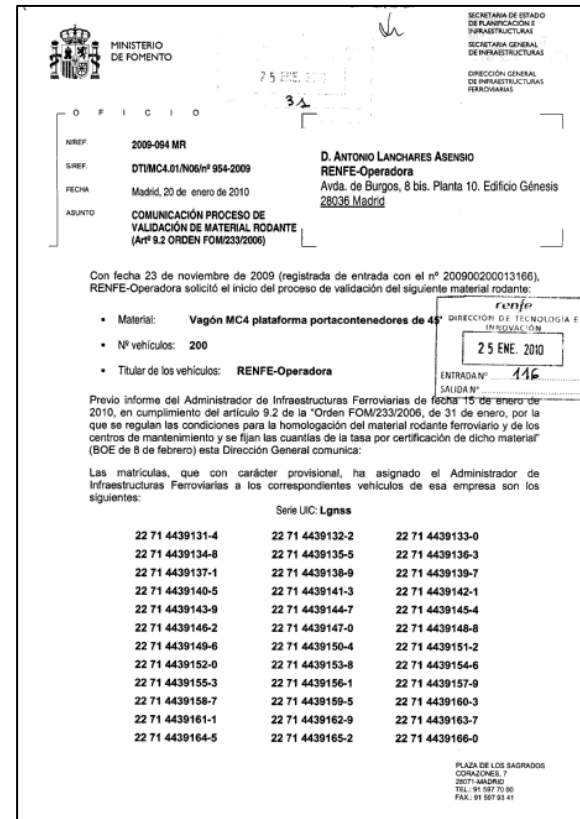 MINISTERIO
DE FOMENTO
SECRETARIA DE ESTADO
DE PLANIFICACIÓN E
INFRAESTRUCTURAS
SECRETARIA GENERAL
DE INFRAESTRUCTURAS
DIRECCIÓN GENERAL
DE INFRAESTRUCTURAS
FERROVIARIAS
25 ENE.
31
O F I C I O
N/REF. 2009-094 MR
S/REF. DTI/MC4.01/N06/nº 954-2009
FECHA Madrid, 20 de enero de 2010
ASUNTO COMUNICACIÓN PROCESO DE
VALIDACIÓN DE MATERIAL RODANTE
(Artº 9.2 ORDEN FOM/233/2006)
D. ANTONIO LANCHARES ASENSIO
RENFE-Operadora
Avda. de Burgos, 8 bis. Planta 10. Edificio Génesis
28036 Madrid
Con fecha 23 de noviembre de 2009 (registrada de entrada con el nº 200900200013166),
RENFE-Operadora solicitó el inicio del proceso de validación del siguiente material rodante:
• Material: Vagón MC4 plataforma portacontenedores de 45'
• Nº vehículos: 200
• Titular de los vehículos: RENFE-Operadora
renfe
DIRECCIÓN DE TECNOLOGÍA E
INNOVACIÓN
25 ENE. 2010
ENTRADA Nº 116
SALIDA Nº
Previo informe del Administrador de Infraestructuras Ferroviarias de fecha 15 de enero de
2010, en cumplimiento del artículo 9.2 de la "Orden FOM/233/2006, de 31 de enero, por la
que se regulan las condiciones para la homologación del material rodante ferroviario y de los
centros de mantenimiento y se fijan las cuantías de la tasa por certificación de dicho material"
(BOE de 8 de febrero) esta Dirección General comunica:
Las matrículas, que con carácter provisional, ha asignado el Administrador de
Infraestructuras Ferroviarias a los correspondientes vehículos de esa empresa son los
siguientes:
Serie UIC: Lgnss
22 71 4439131-4 22 71 4439132-2 22 71 4439133-0
22 71 4439134-8 22 71 4439135-5 22 71 4439136-3
22 71 4439137-1 22 71 4439138-9 22 71 4439139-7
22 71 4439140-5 22 71 4439141-3 22 71 4439142-1
22 71 4439143-9 22 71 4439144-7 22 71 4439145-4
22 71 4439146-2 22 71 4439147-0 22 71 4439148-8
22 71 4439149-6 22 71 4439150-4 22 71 4439151-2
22 71 4439152-0 22 71 4439153-8 22 71 4439154-6
22 71 4439155-3 22 71 4439156-1 22 71 4439157-9
22 71 4439158-7 22 71 4439159-5 22 71 4439160-3
22 71 4439161-1 22 71 4439162-9 22 71 4439163-7
22 71 4439164-5 22 71 4439165-2 22 71 4439166-0
PLAZA DE LOS SAGRADOS
CORAZONES, 7
28071-MADRID
TEL.: 91 597 70 00
FAX.: 91 597 93 41